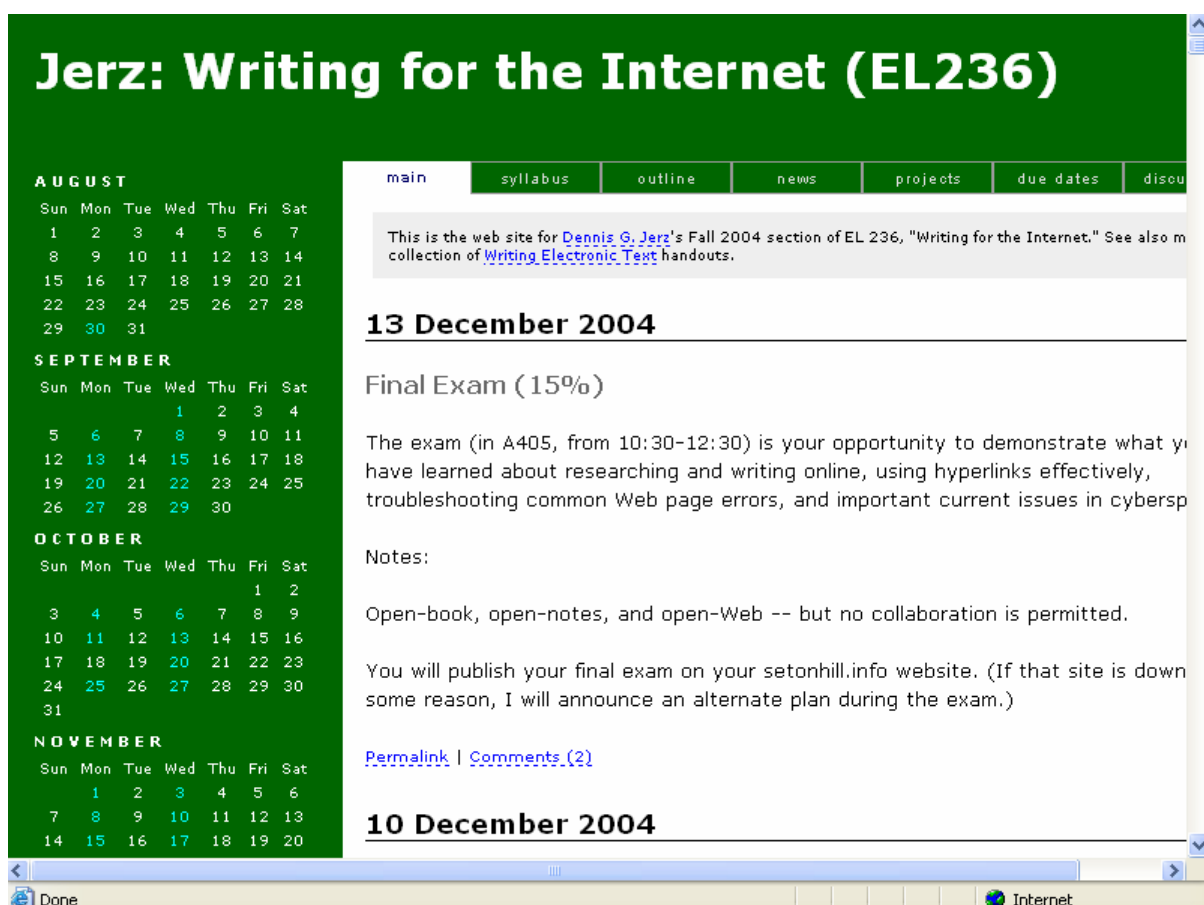 Jerz: Writing for the Internet (EL236)
AUGUST
Sun Mon Tue Wed Thu Fri Sat
1 2 3 4 5 6 7
8 9 10 11 12 13 14
15 16 17 18 19 20 21
22 23 24 25 26 27 28
29 30 31
SEPTEMBER
Sun Mon Tue Wed Thu Fri Sat
1 2 3 4
5 6 7 8 9 10 11
12 13 14 15 16 17 18
19 20 21 22 23 24 25
26 27 28 29 30
OCTOBER
Sun Mon Tue Wed Thu Fri Sat
1 2
3 4 5 6 7 8 9
10 11 12 13 14 15 16
17 18 19 20 21 22 23
24 25 26 27 28 29 30
31
NOVEMBER
Sun Mon Tue Wed Thu Fri Sat
1 2 3 4 5 6
7 8 9 10 11 12 13
14 15 16 17 18 19 20
main syllabus outline news projects due dates discu
This is the web site for Dennis G. Jerz's Fall 2004 section of EL 236, "Writing for the Internet." See also m
collection of Writing Electronic Text handouts.
13 December 2004
Final Exam (15%)
The exam (in A405, from 10:30-12:30) is your opportunity to demonstrate what
have learned about researching and writing online, using hyperlinks effectively,
troubleshooting common Web page errors, and important current issues in cybersp
Notes:
Open-book, open-notes, and open-Web -- but no collaboration is permitted.
You will publish your final exam on your setonhill.info website. (If that site is down
some reason, I will announce an alternate plan during the exam.)
Permalink | Comments (2)
10 December 2004
Done
Internet